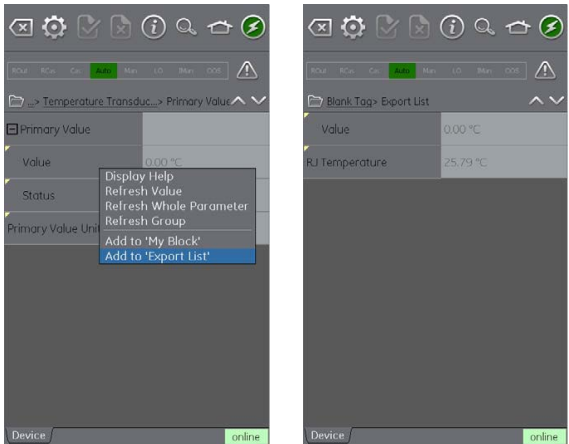 ROut RCas Cas Auto Man LO IMan OOS
...> Temperature Transduc...> Primary Value
Primary Value
Value 0.00 °C
Status
Primary Value Unit
Display Help
Refresh Value
Refresh Whole Parameter
Refresh Group
Add to 'My Block'
Add to 'Export List'
Device online
ROut RCas Cas Auto Man LO IMan OOS
Blank Tag> Export List
Value 0.00 °C
RJ Temperature 25.79 °C
Device online